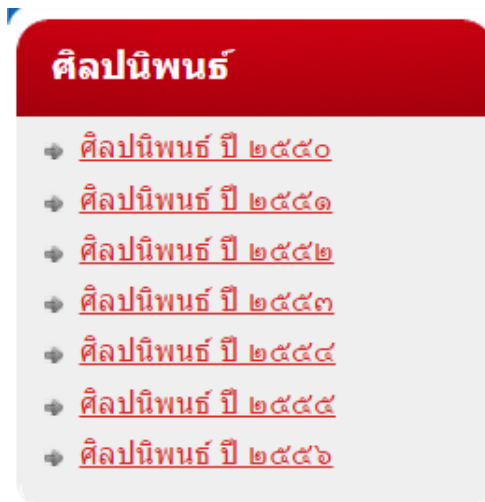 ศิลปนิพนธ์
ศิลปนิพนธ์ ปี ๒๕๕๐
ศิลปนิพนธ์ ปี ๒๕๕๑
ศิลปนิพนธ์ ปี ๒๕๕๒
ศิลปนิพนธ์ ปี ๒๕๕๓
ศิลปนิพนธ์ ปี ๒๕๕๔
ศิลปนิพนธ์ ปี ๒๕๕๕
ศิลปนิพนธ์ ปี ๒๕๕๖